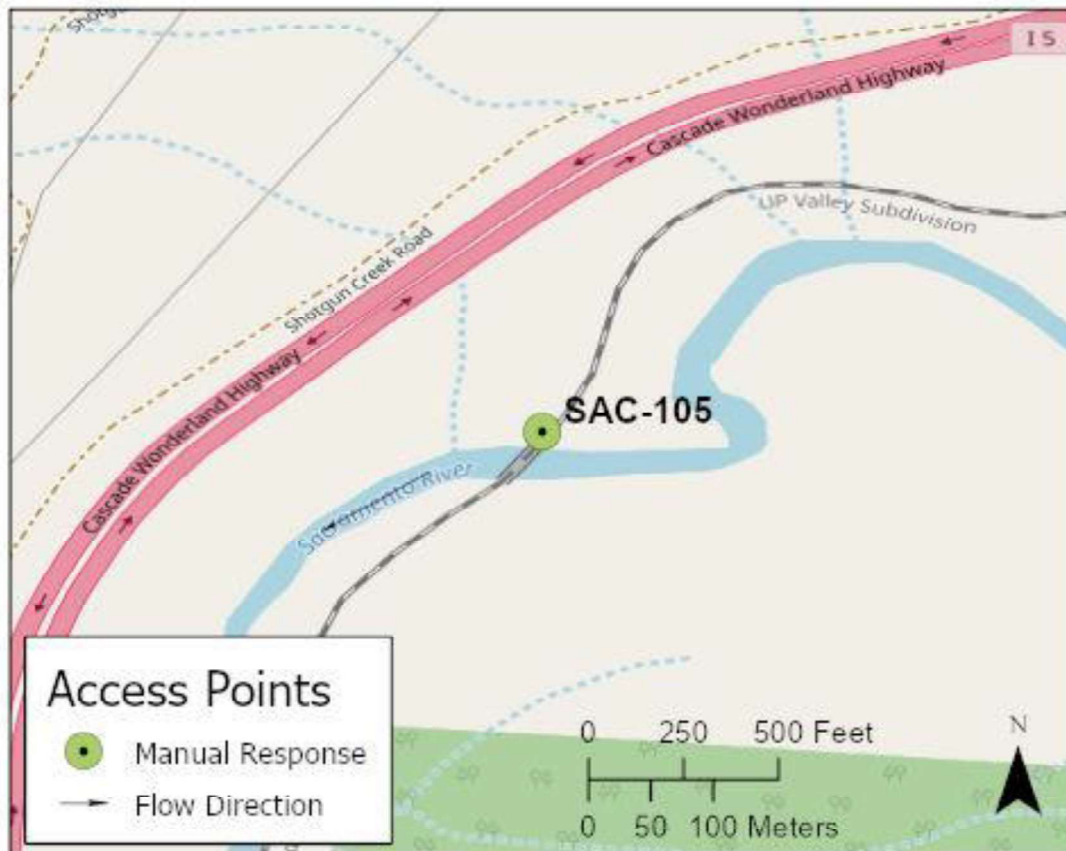 Shotgun
I 5
Cascade Wonderland Highway
UP Valley Subdivision
Shotgun Creek Road
SAC-105
Cascade Wonderland Highway
Sacramento River
Access Points
Manual Response
Flow Direction
0 250 500 Feet
0 50 100 Meters
N